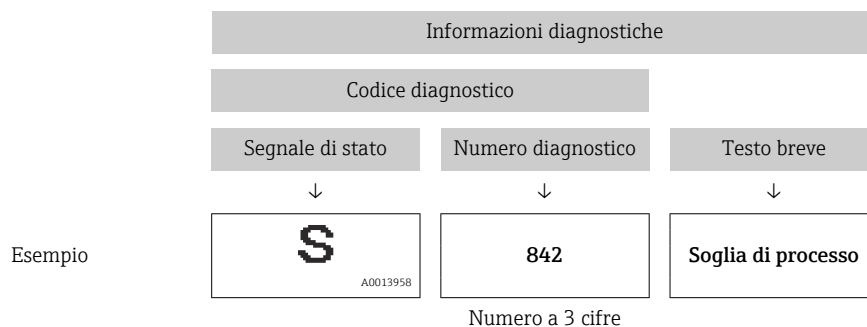 Informazioni diagnostiche
Codice diagnostico
Segnale di stato Numero diagnostico Testo breve
↓ ↓ ↓
Esempio S 842 Soglia di processo
A0013958
Numero a 3 cifre